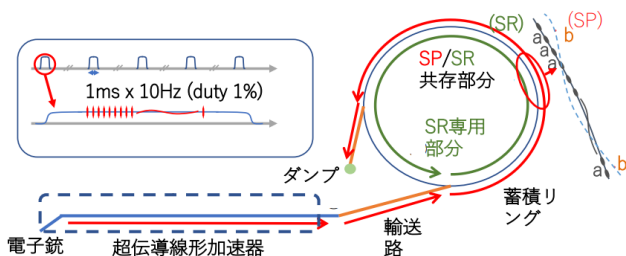 1ms x 10Hz (duty 1%)
(SR)
(SP)
a
b
a
a
SP/SR
共存部分
SR専用
部分
ダンプ
a
b
蓄積リ
ング
輸送
路
電子銃
超伝導線形加速器